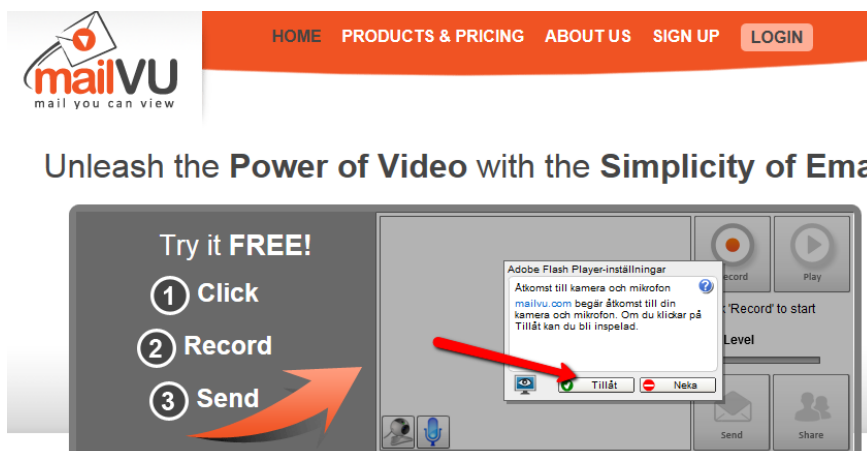 HOME PRODUCTS & PRICING ABOUT US SIGN UP LOGIN
mailVU
mail you can view
Unleash the Power of Video with the Simplicity of Ema
Try it FREE!
1 Click
2 Record
3 Send
Adobe Flash Player-inställningar
Åtkomst till kamera och mikrofon
mailvu.com begär åtkomst till din
kamera och mikrofon. Om du klickar på
Tillåt kan du bli inspelad.
Tillåt Neka
ecord Play
'Record' to start
Level
Send Share